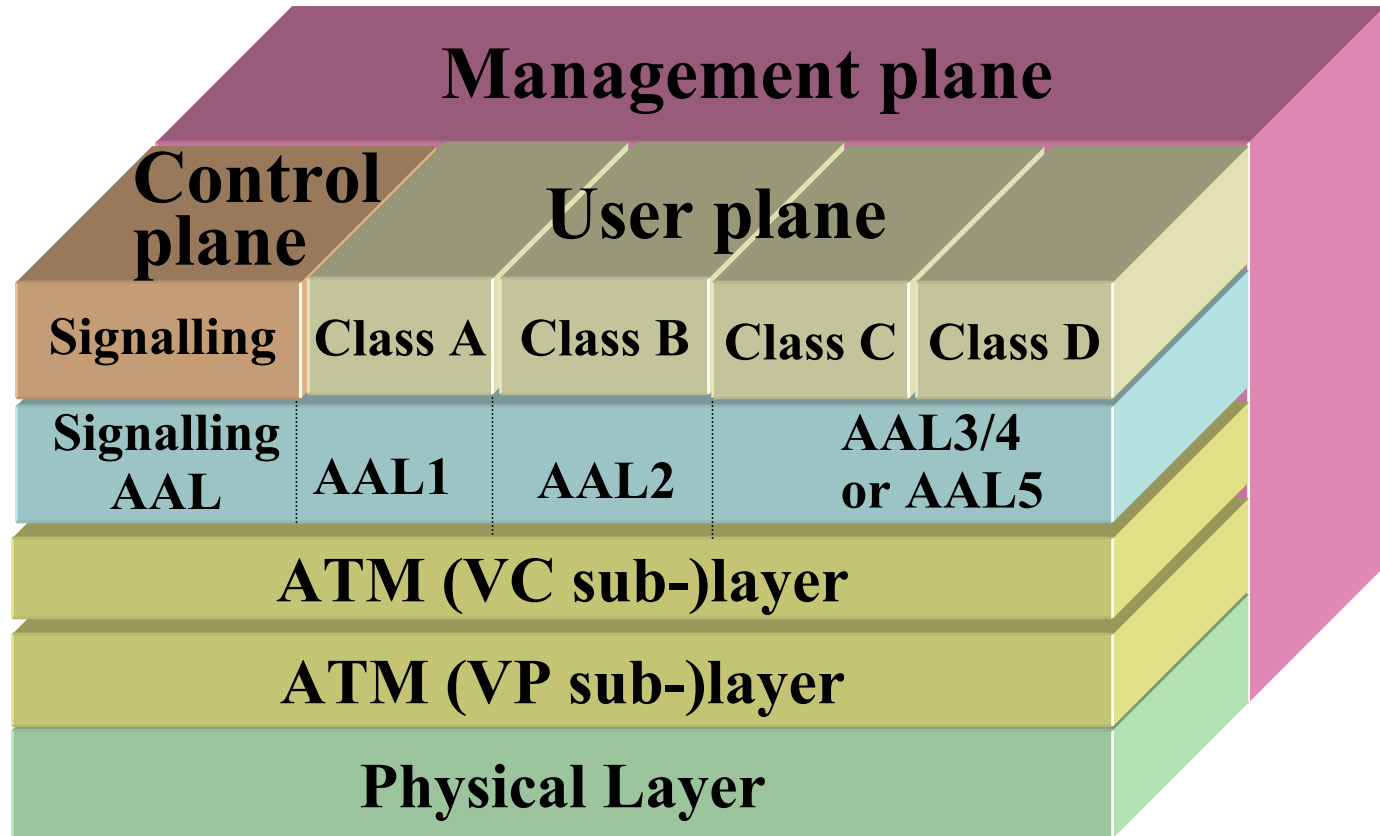 Management plane
Control
plane
User plane
Signalling
Class A
Class B
Class C
Class D
Signalling
AAL
AAL1
AAL2
AAL3/4
or AAL5
ATM (VC sub-)layer
ATM (VP sub-)layer
Physical Layer